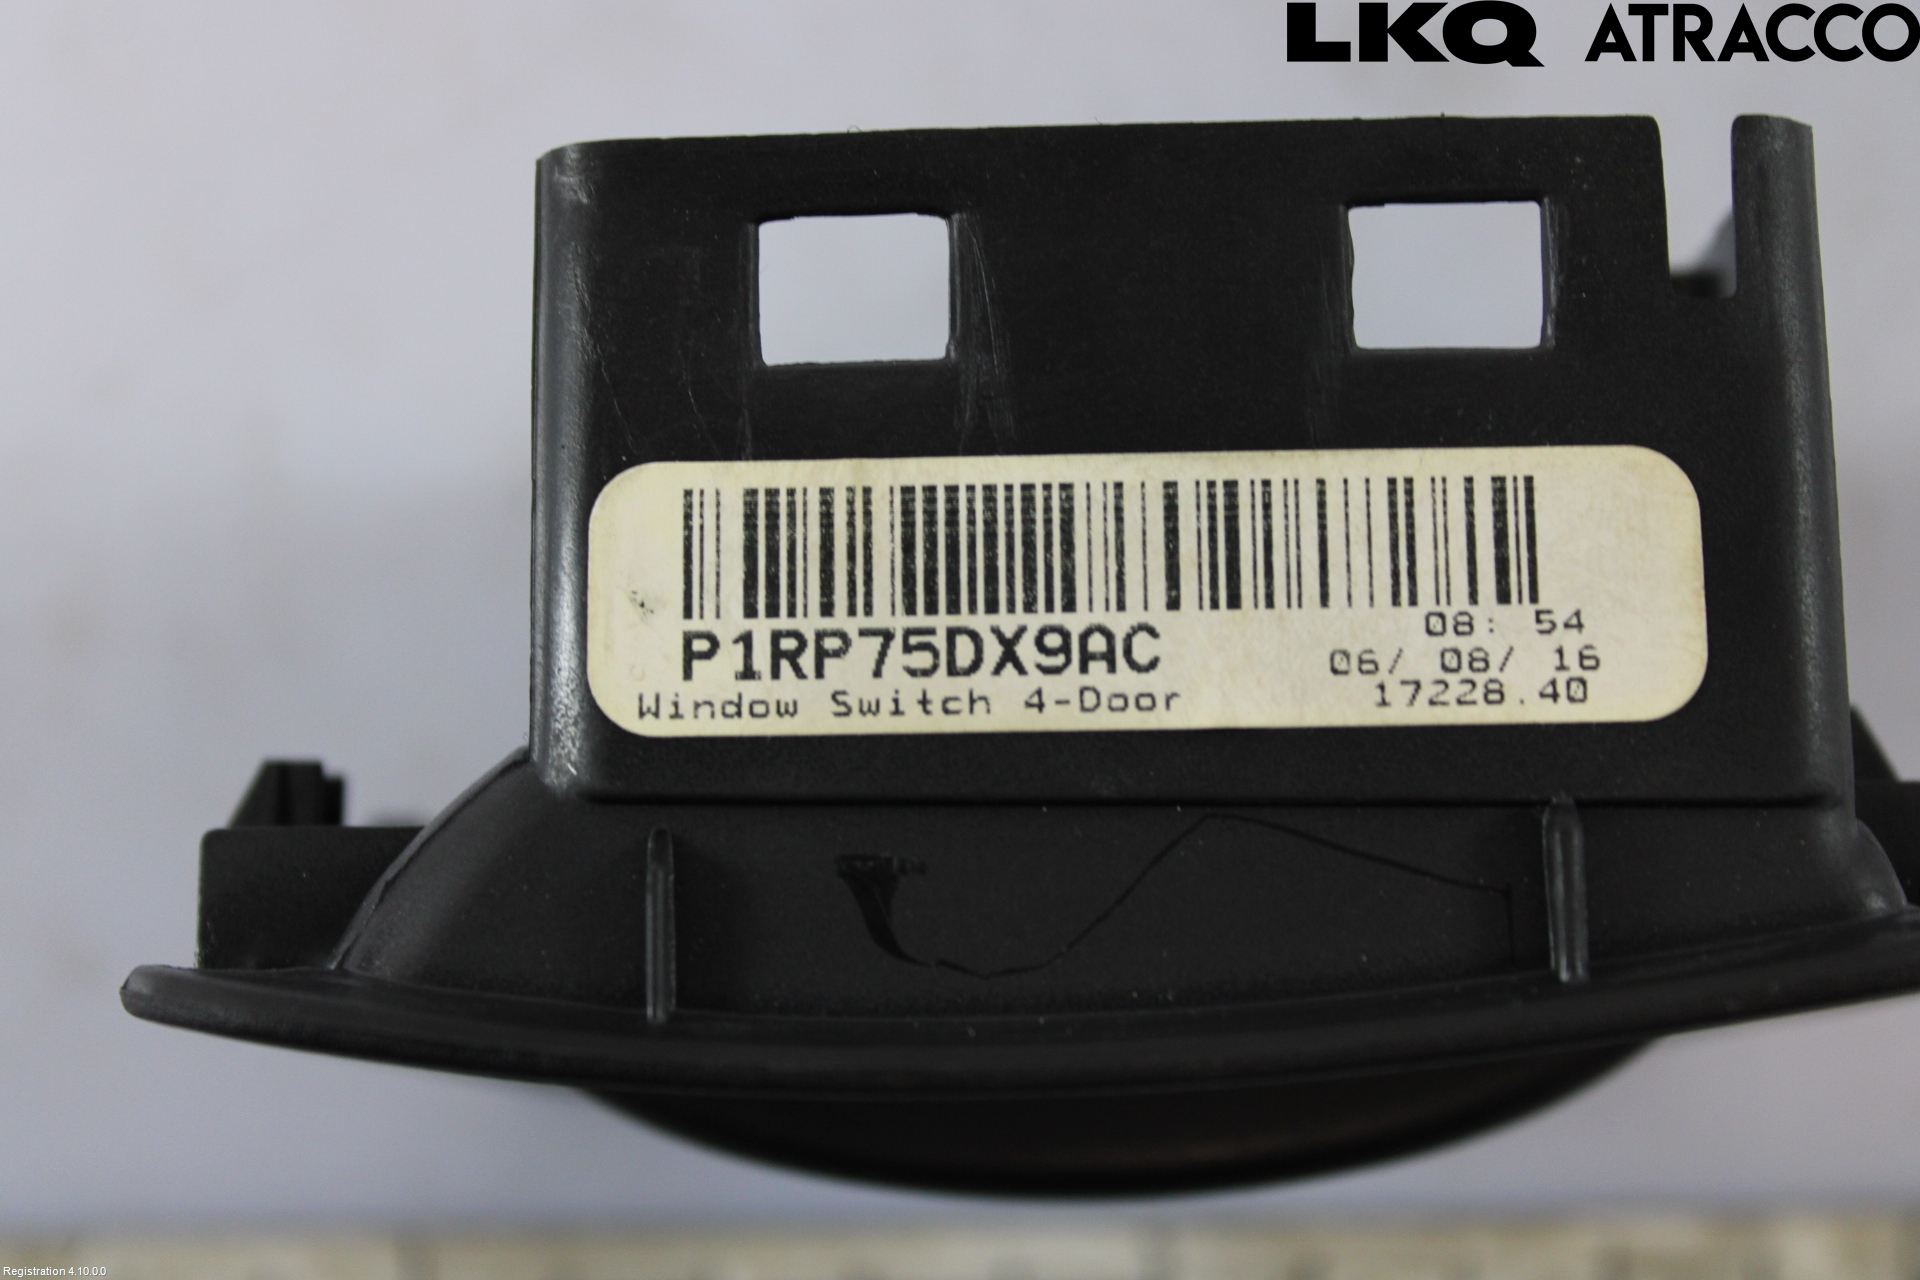 LKQ ATRACCO
P1RP75DX9AC
Window Switch 4-Door
08: 54
06/ 08/ 16
17228.40
Registration 4.10.0.0